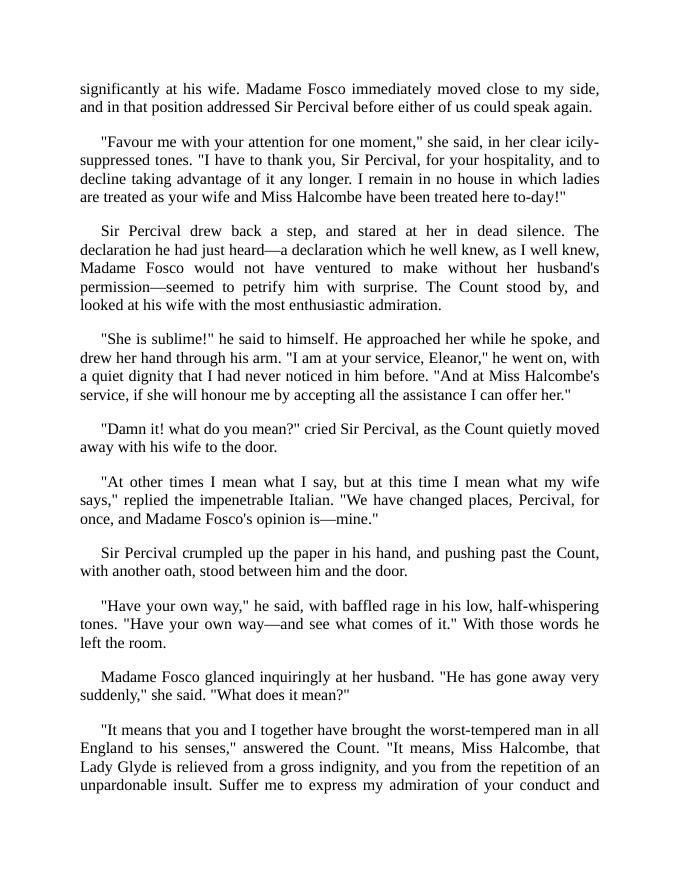 significantly at his wife. Madame Fosco immediately moved close to my side,
and in that position addressed Sir Percival before either of us could speak again.
"Favour me with your attention for one moment," she said, in her clear icily-
suppressed tones. "I have to thank you, Sir Percival, for your hospitality, and to
decline taking advantage of it any longer. I remain in no house in which ladies
are treated as your wife and Miss Halcombe have been treated here to-day!"
Sir Percival drew back a step, and stared at her in dead silence. The
declaration he had just heard—a declaration which he well knew, as I well knew,
Madame Fosco would not have ventured to make without her husband's
permission—seemed to petrify him with surprise. The Count stood by, and
looked at his wife with the most enthusiastic admiration.
"She is sublime!" he said to himself. He approached her while he spoke, and
drew her hand through his arm. "I am at your service, Eleanor," he went on, with
a quiet dignity that I had never noticed in him before. "And at Miss Halcombe's
service, if she will honour me by accepting all the assistance I can offer her."
"Damn it! what do you mean?" cried Sir Percival, as the Count quietly moved
away with his wife to the door.
"At other times I mean what I say, but at this time I mean what my wife
says," replied the impenetrable Italian. "We have changed places, Percival, for
once, and Madame Fosco's opinion is—mine."
Sir Percival crumpled up the paper in his hand, and pushing past the Count,
with another oath, stood between him and the door.
"Have your own way," he said, with baffled rage in his low, half-whispering
tones. "Have your own way—and see what comes of it." With those words he
left the room.
Madame Fosco glanced inquiringly at her husband. "He has gone away very
suddenly," she said. "What does it mean?"
"It means that you and I together have brought the worst-tempered man in all
England to his senses," answered the Count. "It means, Miss Halcombe, that
Lady Glyde is relieved from a gross indignity, and you from the repetition of an
unpardonable insult. Suffer me to express my admiration of your conduct and